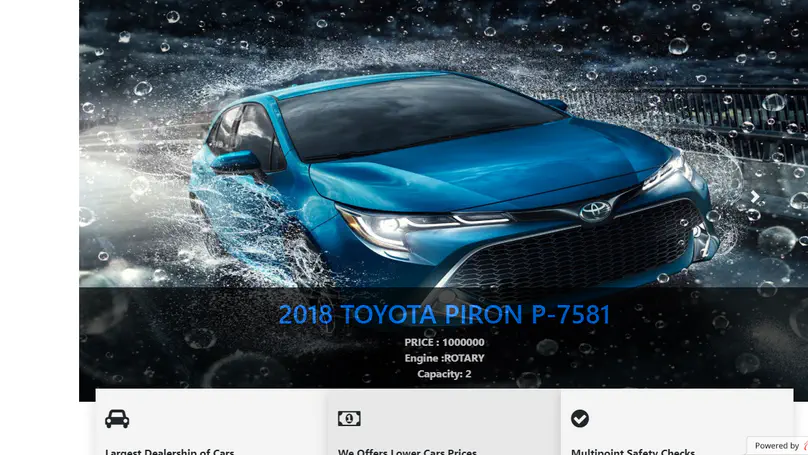 2018 TOYOTA PIRON P-7581
PRICE : 1000000
Engine :ROTARY
Capacity: 2
Largest Dealership of Cars
We Offers Lower Cars Prices
Multipoint Safety Checks
Powered by